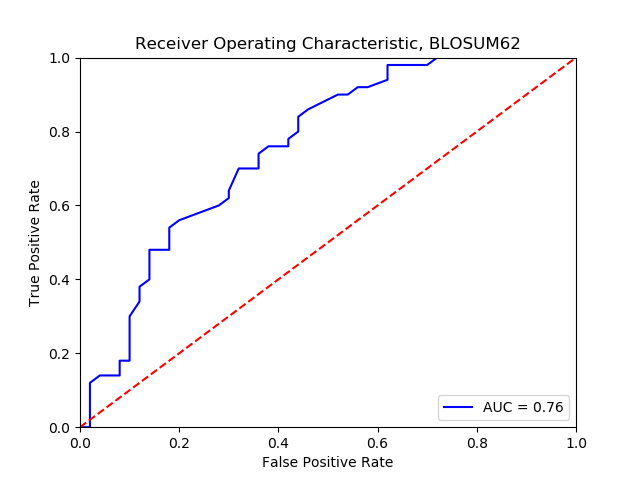 Receiver Operating Characteristic, BLOSUM62
True Positive Rate
1.0
0.8
0.6
0.4
0.2
0.0
AUC = 0.76
0.0 0.2 0.4 0.6 0.8 1.0
False Positive Rate